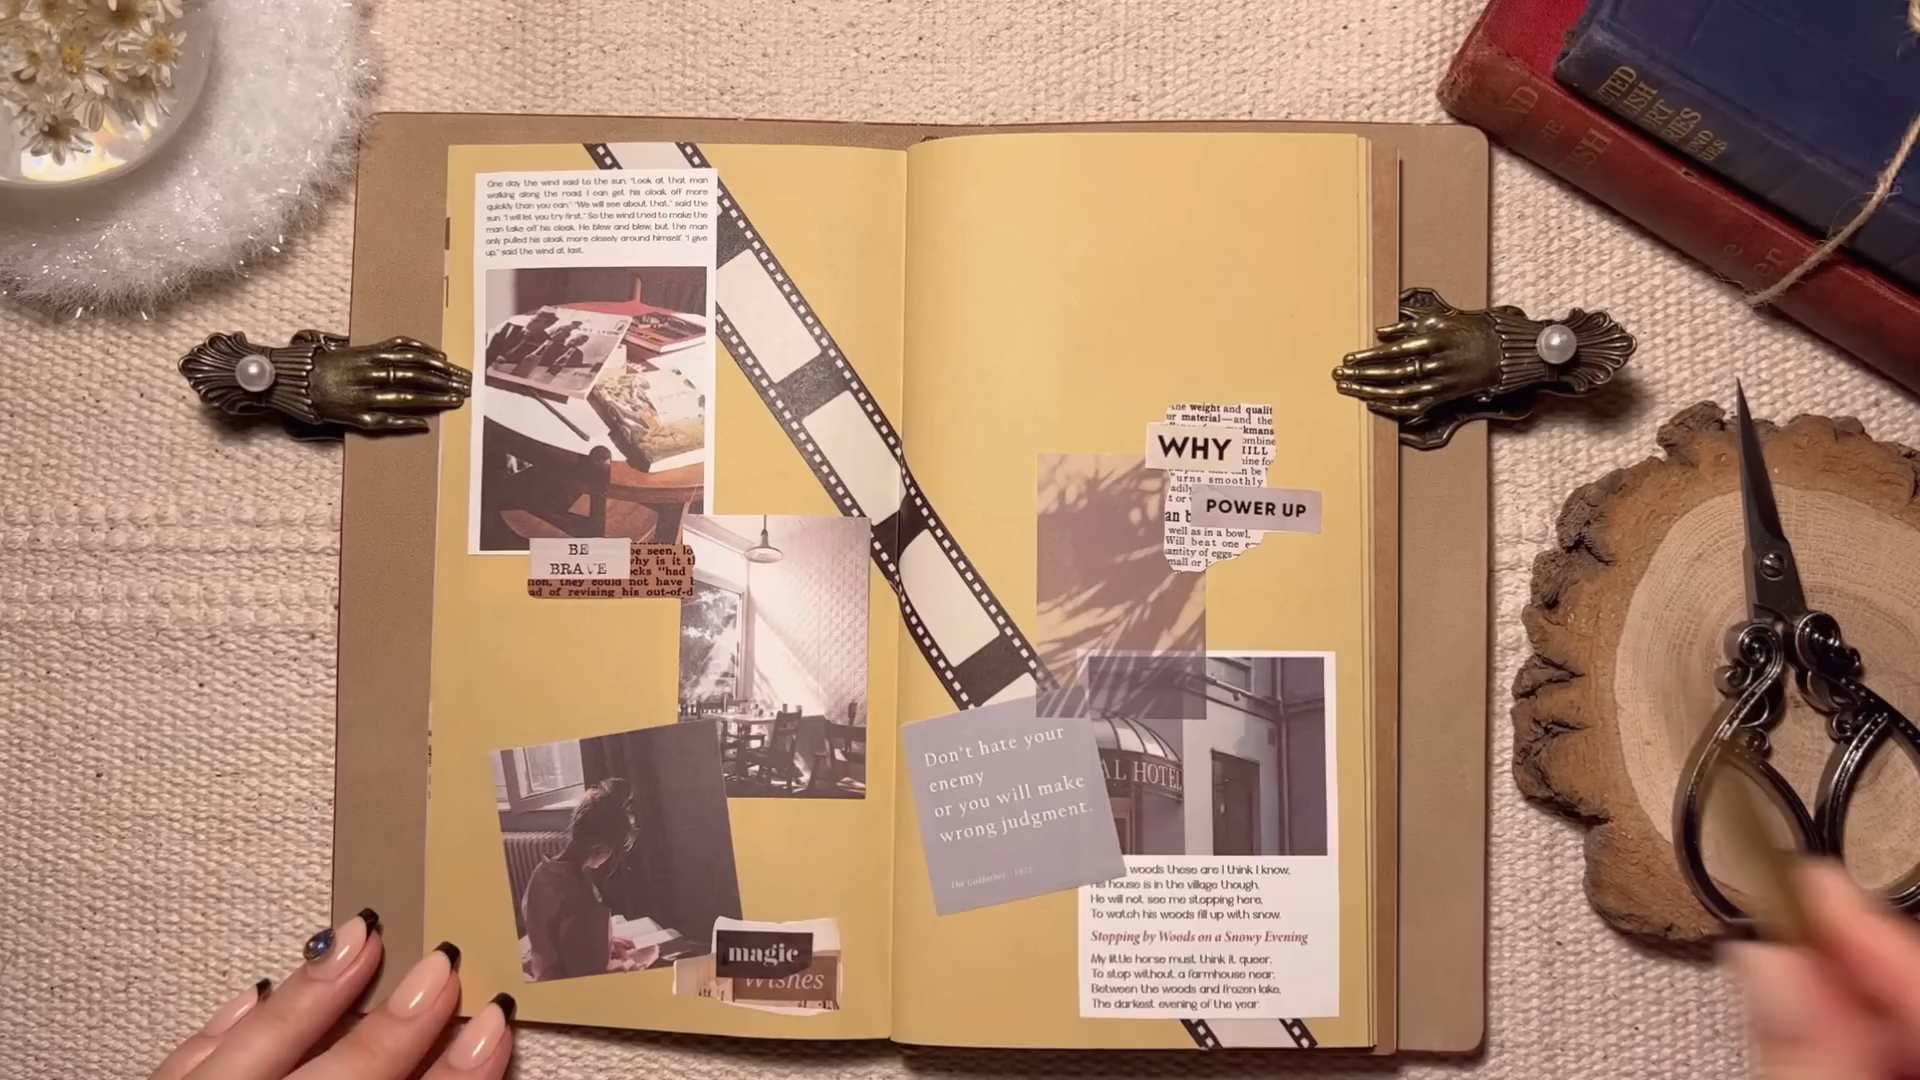 One day the wind said to the sun, "Look at that man
walking along the road. I can get his cloak off more
quickly than you can." "We will see about that," said the
sun. "I will let you try first." So the wind tried to make the
man take off his cloak. He blew and blew, but the man
only pulled his cloak more closely around himself. "I give
up," said the wind at last.
BE
BRAVE
be seen,
why is it
"had
they could not have
ad of revising his out-of-d
magic
Wishes
the weight and qualit
ur material—and the
WHY
POWER UP
urns smoothly
an b
well as in a bowl.
Will beat one
antity of eggs—
mall or
Don't hate your
enemy
or you will make
wrong judgment.
The Godfather 1972
AL HOTEL
woods these are I think I know,
his house is in the village though.
He will not see me stopping here,
To watch his woods fill up with snow.
Stopping by Woods on a Snowy Evening
My little horse must think it queer,
To stop without a farmhouse near,
Between the woods and frozen lake,
The darkest evening of the year.